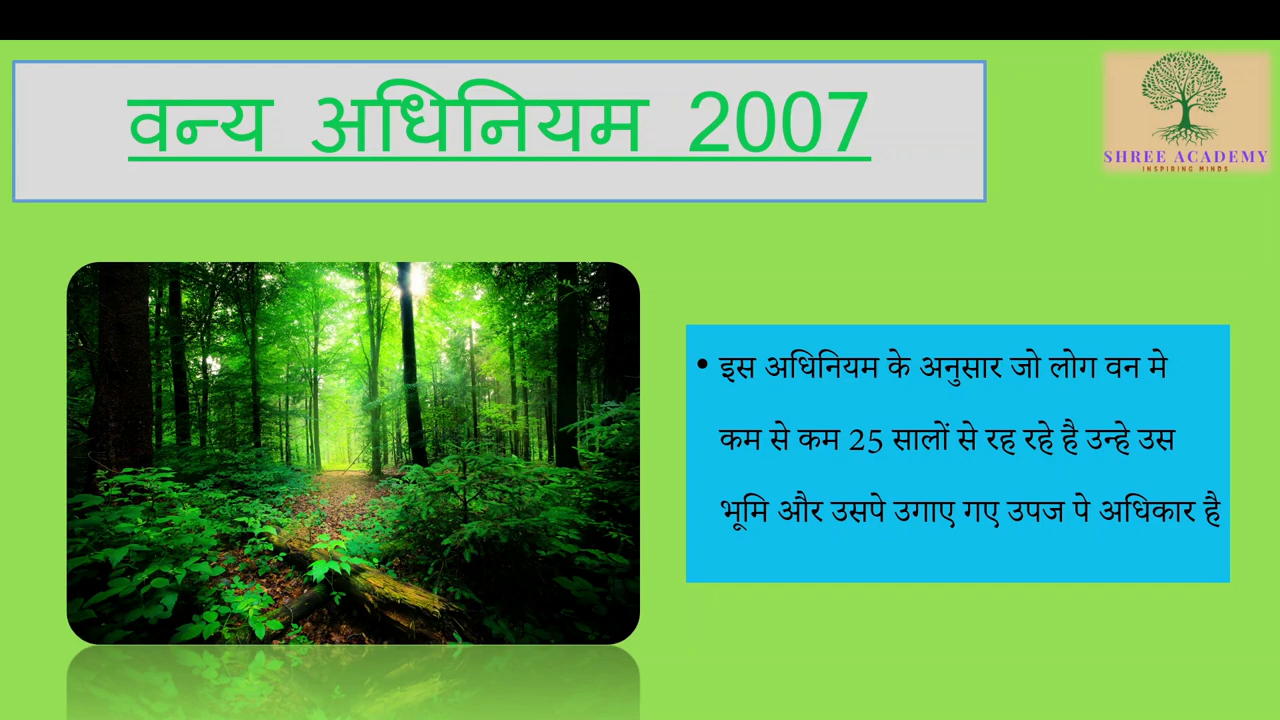 वन्य अधिनियम 2007
SHREE ACADEMY
INSPIRING MINDS
• इस अधिनियम के अनुसार जो लोग वन मे
कम से कम 25 सालों से रह रहे है उन्हे उस
भूमि और उसपे उगाए गए उपज पे अधिकार है